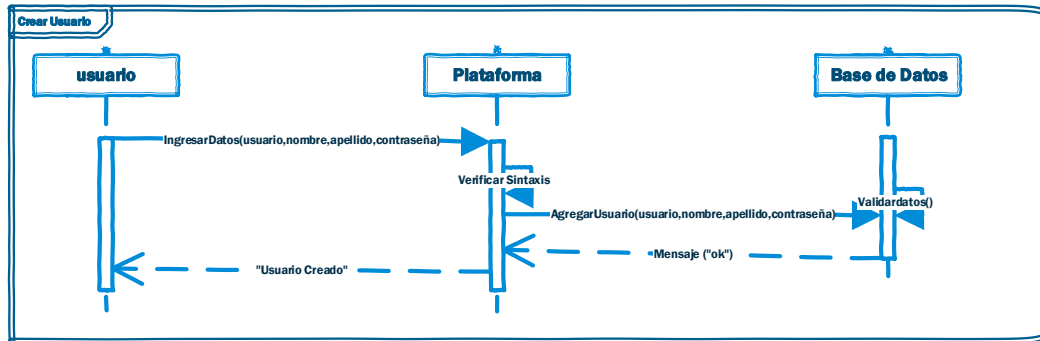 Crear Usuario
usuario
Plataforma
Base de Datos
IngresarDatos(usuario,nombre,apellido,contraseña)
Verificar Sintaxis
Validardatos()
AgregarUsuario(usuario,nombre,apellido,contraseña)
Mensaje ("ok")
"Usuario Creado"